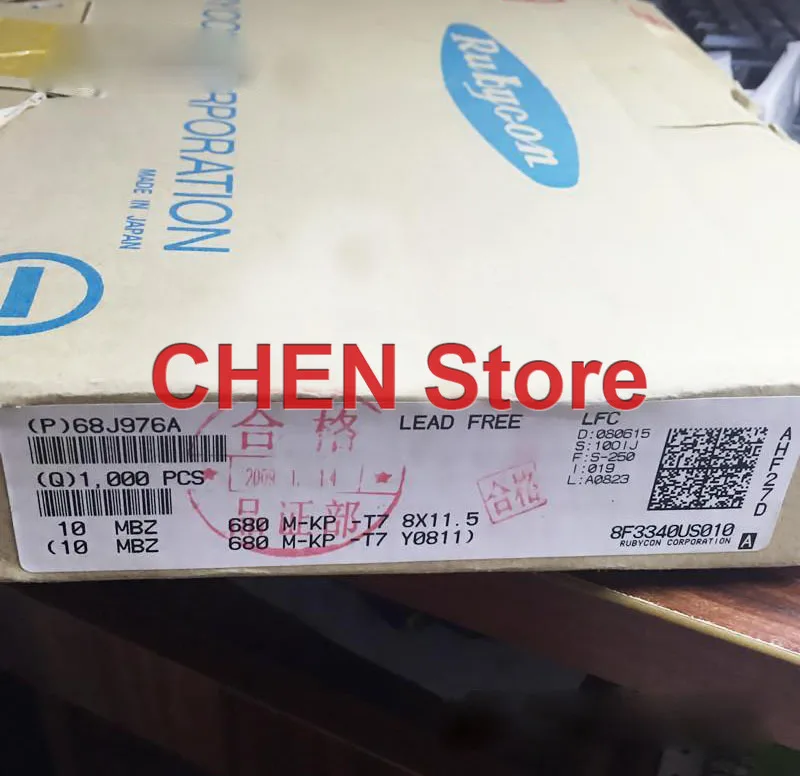 Rubycon
RPORATION
MADE IN JAPAN
CHEN Store
(P)68J976A
LEAD FREE
LFC
(Q)1,000 PCS
D:080615
S:10DIJ
F:S-250
I:019
L:A0823
AHF27D
合格
2009 1. 14
品证部
合格
10 MBZ 680 M-KP -T7 8X11.5
(10 MBZ 680 M-KP -T7 Y0811)
8F3340US010
RUBYCON CORPORATION A